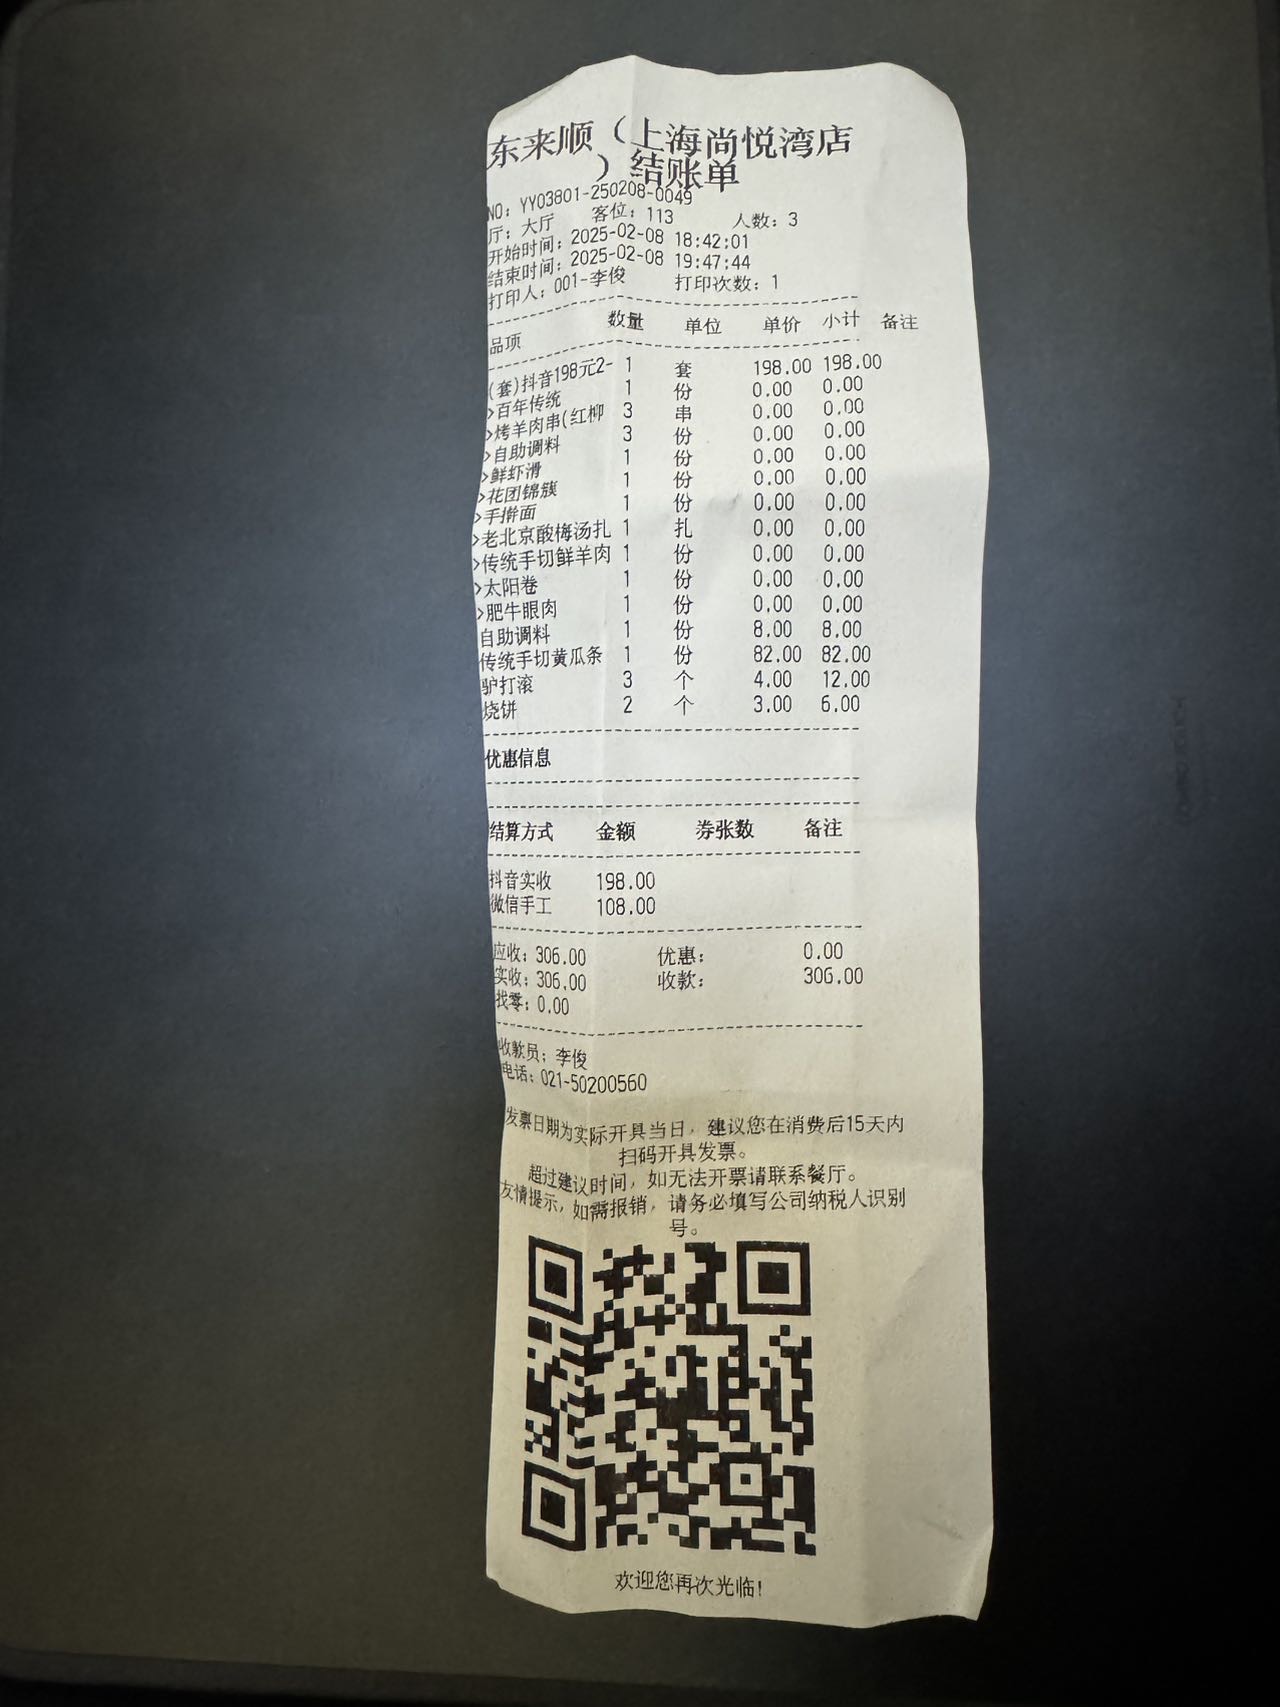 东来顺（上海尚悦湾店
）结账单
NO: YY03801-250208-0049
厅: 大厅 客位: 113 人数: 3
开始时间: 2025-02-08 18:42:01
结束时间: 2025-02-08 19:47:44
打印人: 001-李俊 打印次数: 1
品项 数量 单位 单价 小计 备注
(套)抖音198元2- 1 套 198.00 198.00
>百年传统 1 份 0.00 0.00
>烤羊肉串(红柳 3 串 0.00 0.00
>自助调料 3 份 0.00 0.00
>鲜虾滑 1 份 0.00 0.00
>花团锦簇 1 份 0.00 0.00
>手擀面 1 份 0.00 0.00
>老北京酸梅汤扎 1 扎 0.00 0.00
>传统手切鲜羊肉 1 份 0.00 0.00
>太阳卷 1 份 0.00 0.00
>肥牛眼肉 1 份 0.00 0.00
自助调料 1 份 8.00 8.00
传统手切黄瓜条 1 份 82.00 82.00
驴打滚 3 个 4.00 12.00
烧饼 2 个 3.00 6.00
优惠信息
结算方式 金额 券张数 备注
抖音实收 198.00
微信手工 108.00
应收: 306.00 优惠: 0.00
实收: 306.00 收款: 306.00
找零: 0.00
收款员: 李俊
电话: 021-50200560
发票日期为实际开具当日，建议您在消费后15天内
扫码开具发票。
超过建议时间，如无法开票请联系餐厅。
友情提示，如需报销，请务必填写公司纳税人识别
号。
欢迎您再次光临!